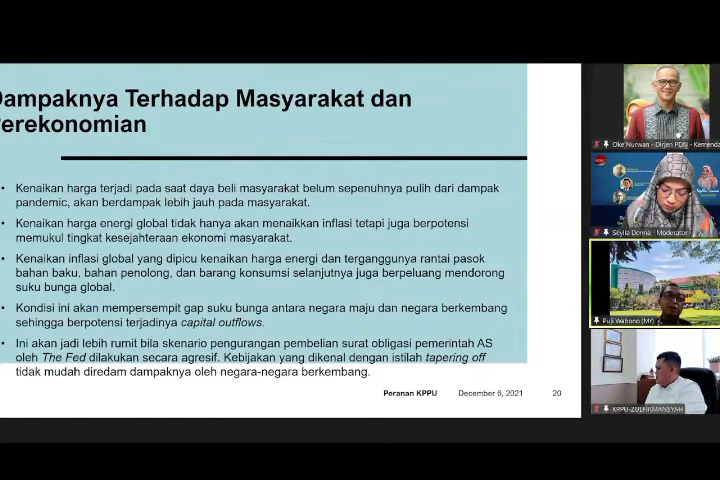 Dampaknya Terhadap Masyarakat dan
Perekonomian
• Kenaikan harga terjadi pada saat daya beli masyarakat belum sepenuhnya pulih dari dampak
pandemic, akan berdampak lebih jauh pada masyarakat.
• Kenaikan harga energi global tidak hanya akan menaikkan inflasi tetapi juga berpotensi
memukul tingkat kesejahteraan ekonomi masyarakat.
• Kenaikan inflasi global yang dipicu kenaikan harga energi dan terganggunya rantai pasok
bahan baku, bahan penolong, dan barang konsumsi selanjutnya juga berpeluang mendorong
suku bunga global.
• Kondisi ini akan mempersempit gap suku bunga antara negara maju dan negara berkembang
sehingga berpotensi terjadinya capital outflows.
• Ini akan jadi lebih rumit bila skenario pengurangan pembelian surat obligasi pemerintah AS
oleh The Fed dilakukan secara agresif. Kebijakan yang dikenal dengan istilah tapering off
tidak mudah diredam dampaknya oleh negara-negara berkembang.
Peranan KPPU December 6, 2021 20
Oke Nurwan - Dirjen PDN - Kemenda
Seylla Donna - Moderator
Puji Wahono (Mr)
KPPU-ZULFIKMANSYAH